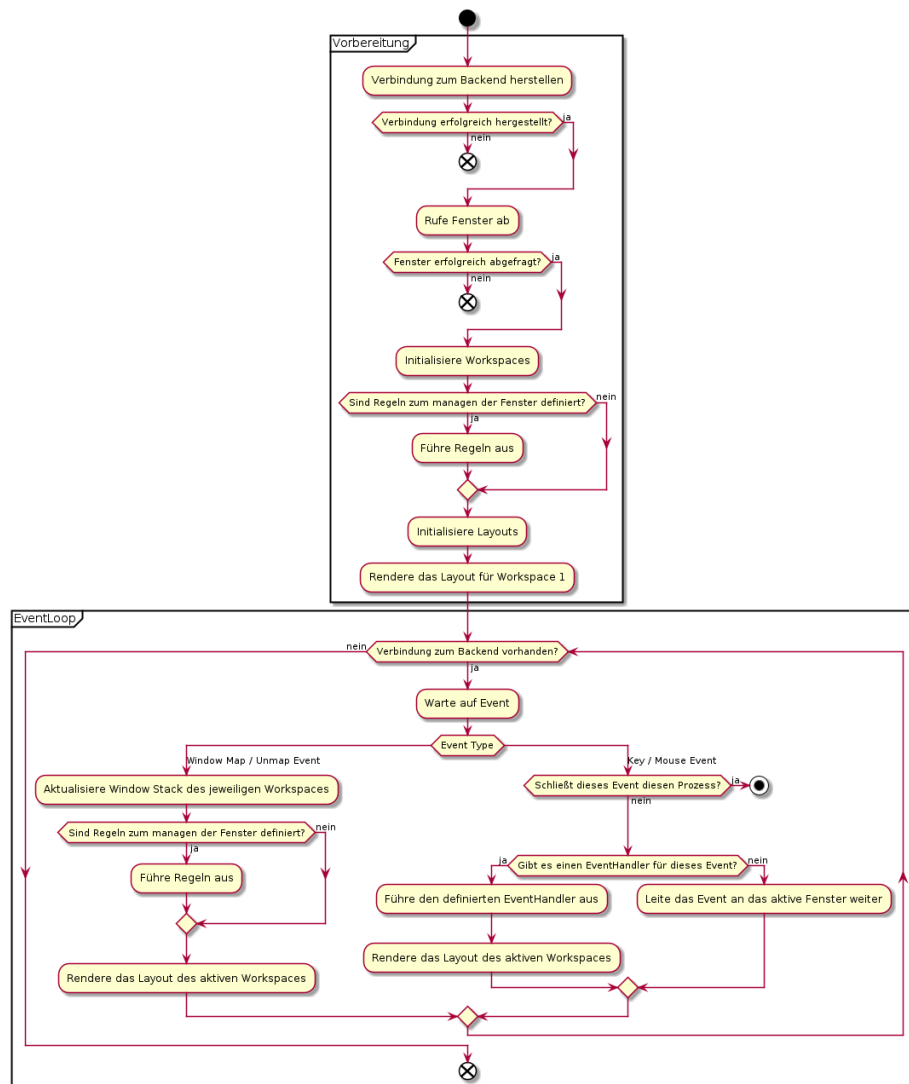 Vorbereitung
Verbindung zum Backend herstellen
Verbindung erfolgreich hergestellt?
ja
nein
Rufe Fenster ab
Fenster erfolgreich abgefragt?
ja
nein
Initialisiere Workspaces
Sind Regeln zum managen der Fenster definiert?
nein
ja
Führe Regeln aus
Initialisiere Layouts
Rendere das Layout für Workspace 1
EventLoop
nein
Verbindung zum Backend vorhanden?
ja
Warte auf Event
Event Type
Window Map / Unmap Event
Key / Mouse Event
Aktualisiere Window Stack des jeweiligen Workspaces
Schließt dieses Event diesen Prozess?
ja
nein
Sind Regeln zum managen der Fenster definiert?
nein
ja
Führe Regeln aus
Rendere das Layout des aktiven Workspaces
ja
Gibt es einen EventHandler für dieses Event?
nein
Führe den definierten EventHandler aus
Leite das Event an das aktive Fenster weiter
Rendere das Layout des aktiven Workspaces